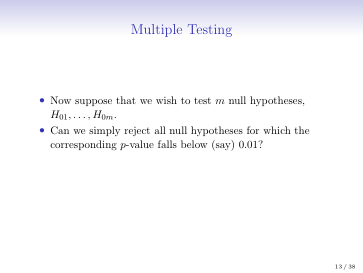 Multiple Testing
• Now suppose that we wish to test m null hypotheses,
H₀₁, . . . , H₀ₘ.
• Can we simply reject all null hypotheses for which the
corresponding p-value falls below (say) 0.01?
13 / 38